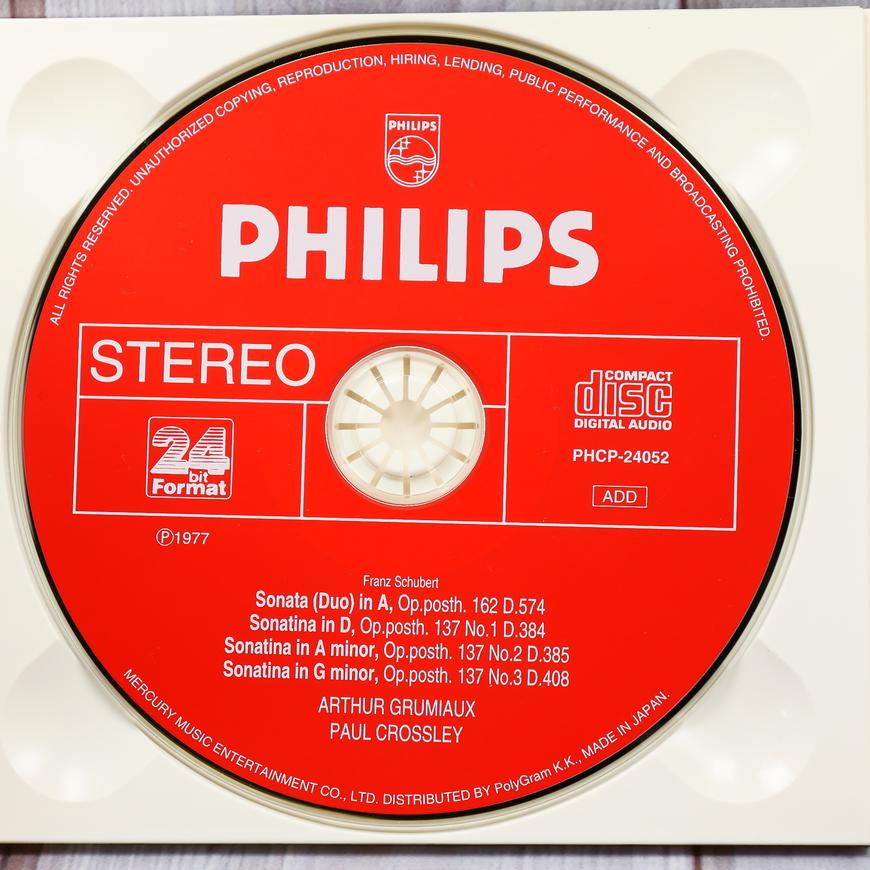 ALL RIGHTS RESERVED. UNAUTHORIZED COPYING, REPRODUCTION, HIRING, LENDING, PUBLIC PERFORMANCE AND BROADCASTING PROHIBITED.
PHILIPS
PHILIPS
STEREO
24
bit
Format
COMPACT
disc
DIGITAL AUDIO
PHCP-24052
ADD
Ⓟ1977
Franz Schubert
Sonata (Duo) in A, Op.posth. 162 D.574
Sonatina in D, Op.posth. 137 No.1 D.384
Sonatina in A minor, Op.posth. 137 No.2 D.385
Sonatina in G minor, Op.posth. 137 No.3 D.408
ARTHUR GRUMIAUX
PAUL CROSSLEY
MERCURY MUSIC ENTERTAINMENT CO., LTD. DISTRIBUTED BY PolyGram K.K., MADE IN JAPAN.